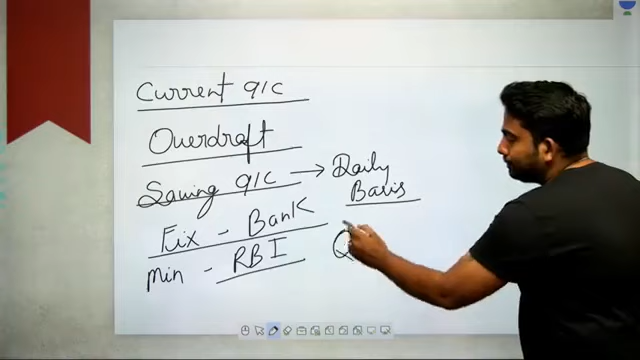 Current a/c
Overdraft
Saving a/c → Daily
Basis
Fix - Bank
Min - RBI
Q